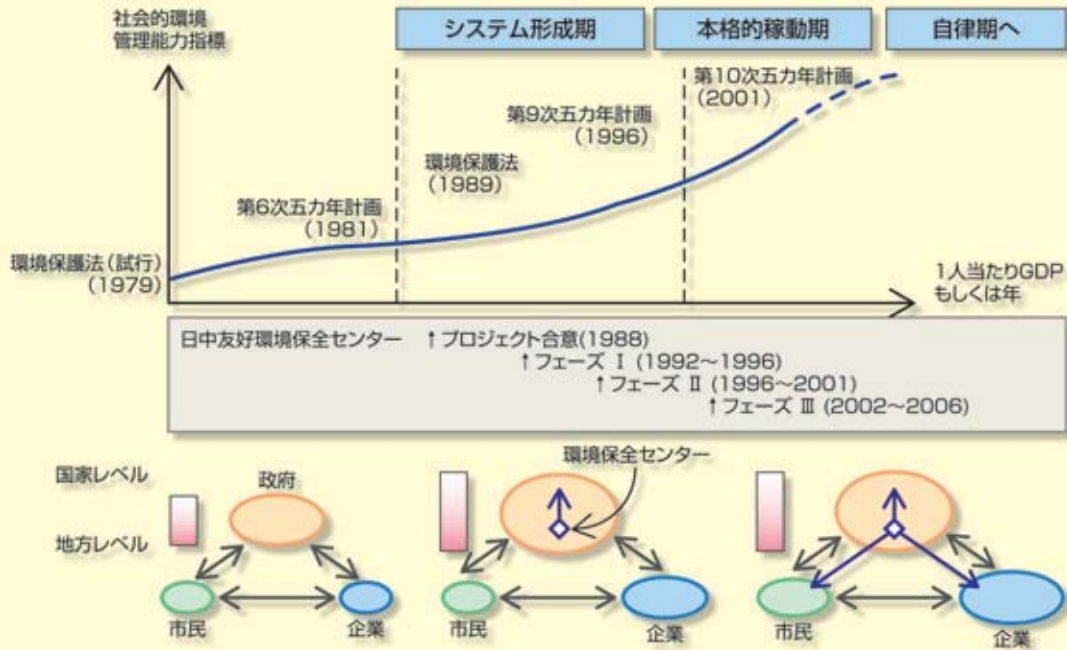 社会的環境
管理能力指標
システム形成期
本格的稼動期
自律期へ
第10次五カ年計画
(2001)
第9次五カ年計画
(1996)
環境保護法
(1989)
第6次五カ年計画
(1981)
環境保護法(試行)
(1979)
1人当たりGDP
もしくは年
日中友好環境保全センター ↑プロジェクト合意(1988)
↑フェーズ Ⅰ (1992～1996)
↑フェーズ Ⅱ (1996～2001)
↑フェーズ Ⅲ (2002～2006)
環境保全センター
国家レベル
政府
地方レベル
市民
企業
市民
企業
市民
企業